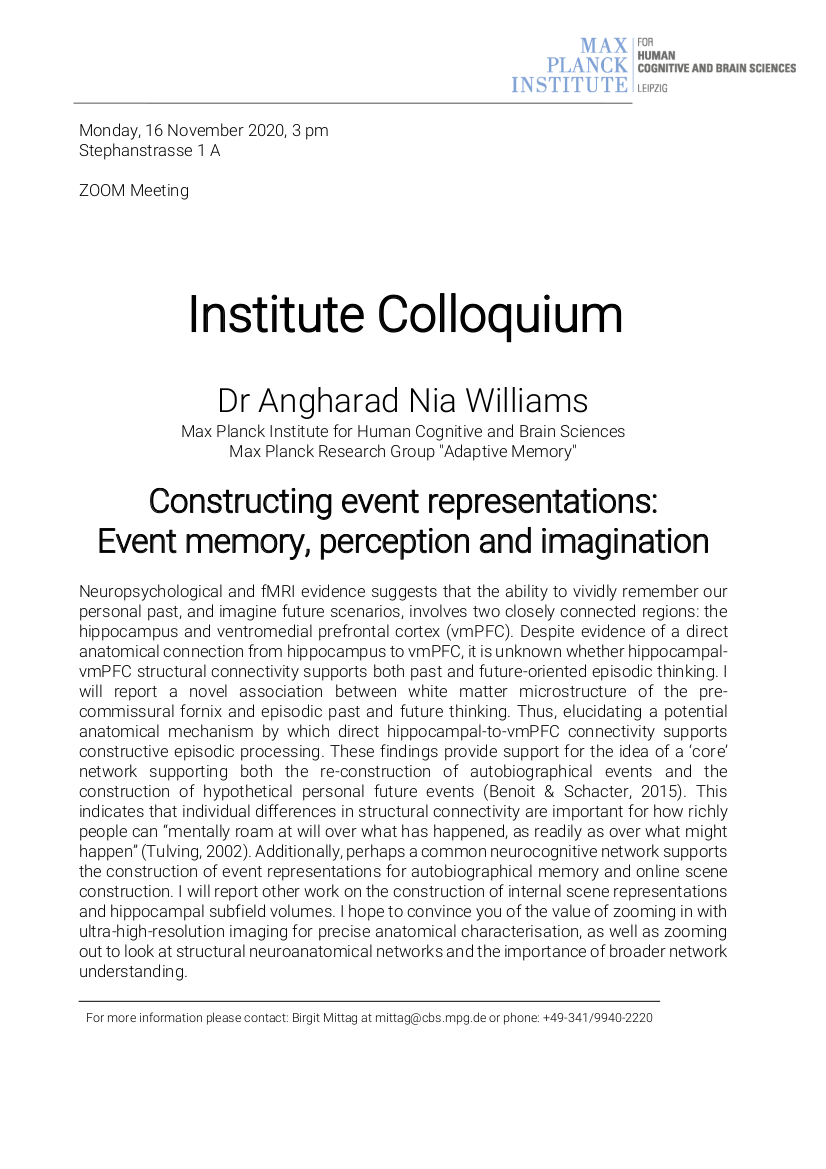 MAX
PLANCK
INSTITUTE
FOR
HUMAN
COGNITIVE AND BRAIN SCIENCES
LEIPZIG
Monday, 16 November 2020, 3 pm
Stephanstrasse 1 A
ZOOM Meeting
Institute Colloquium
Dr Angharad Nia Williams
Max Planck Institute for Human Cognitive and Brain Sciences
Max Planck Research Group "Adaptive Memory"
Constructing event representations:
Event memory, perception and imagination
Neuropsychological and fMRI evidence suggests that the ability to vividly remember our
personal past, and imagine future scenarios, involves two closely connected regions: the
hippocampus and ventromedial prefrontal cortex (vmPFC). Despite evidence of a direct
anatomical connection from hippocampus to vmPFC, it is unknown whether hippocampal-
vmPFC structural connectivity supports both past and future-oriented episodic thinking. I
will report a novel association between white matter microstructure of the pre-
commissural fornix and episodic past and future thinking. Thus, elucidating a potential
anatomical mechanism by which direct hippocampal-to-vmPFC connectivity supports
constructive episodic processing. These findings provide support for the idea of a ‘core’
network supporting both the re-construction of autobiographical events and the
construction of hypothetical personal future events (Benoit & Schacter, 2015). This
indicates that individual differences in structural connectivity are important for how richly
people can “mentally roam at will over what has happened, as readily as over what might
happen” (Tulving, 2002). Additionally, perhaps a common neurocognitive network supports
the construction of event representations for autobiographical memory and online scene
construction. I will report other work on the construction of internal scene representations
and hippocampal subfield volumes. I hope to convince you of the value of zooming in with
ultra-high-resolution imaging for precise anatomical characterisation, as well as zooming
out to look at structural neuroanatomical networks and the importance of broader network
understanding.
For more information please contact: Birgit Mittag at mittag@cbs.mpg.de or phone: +49-341/9940-2220